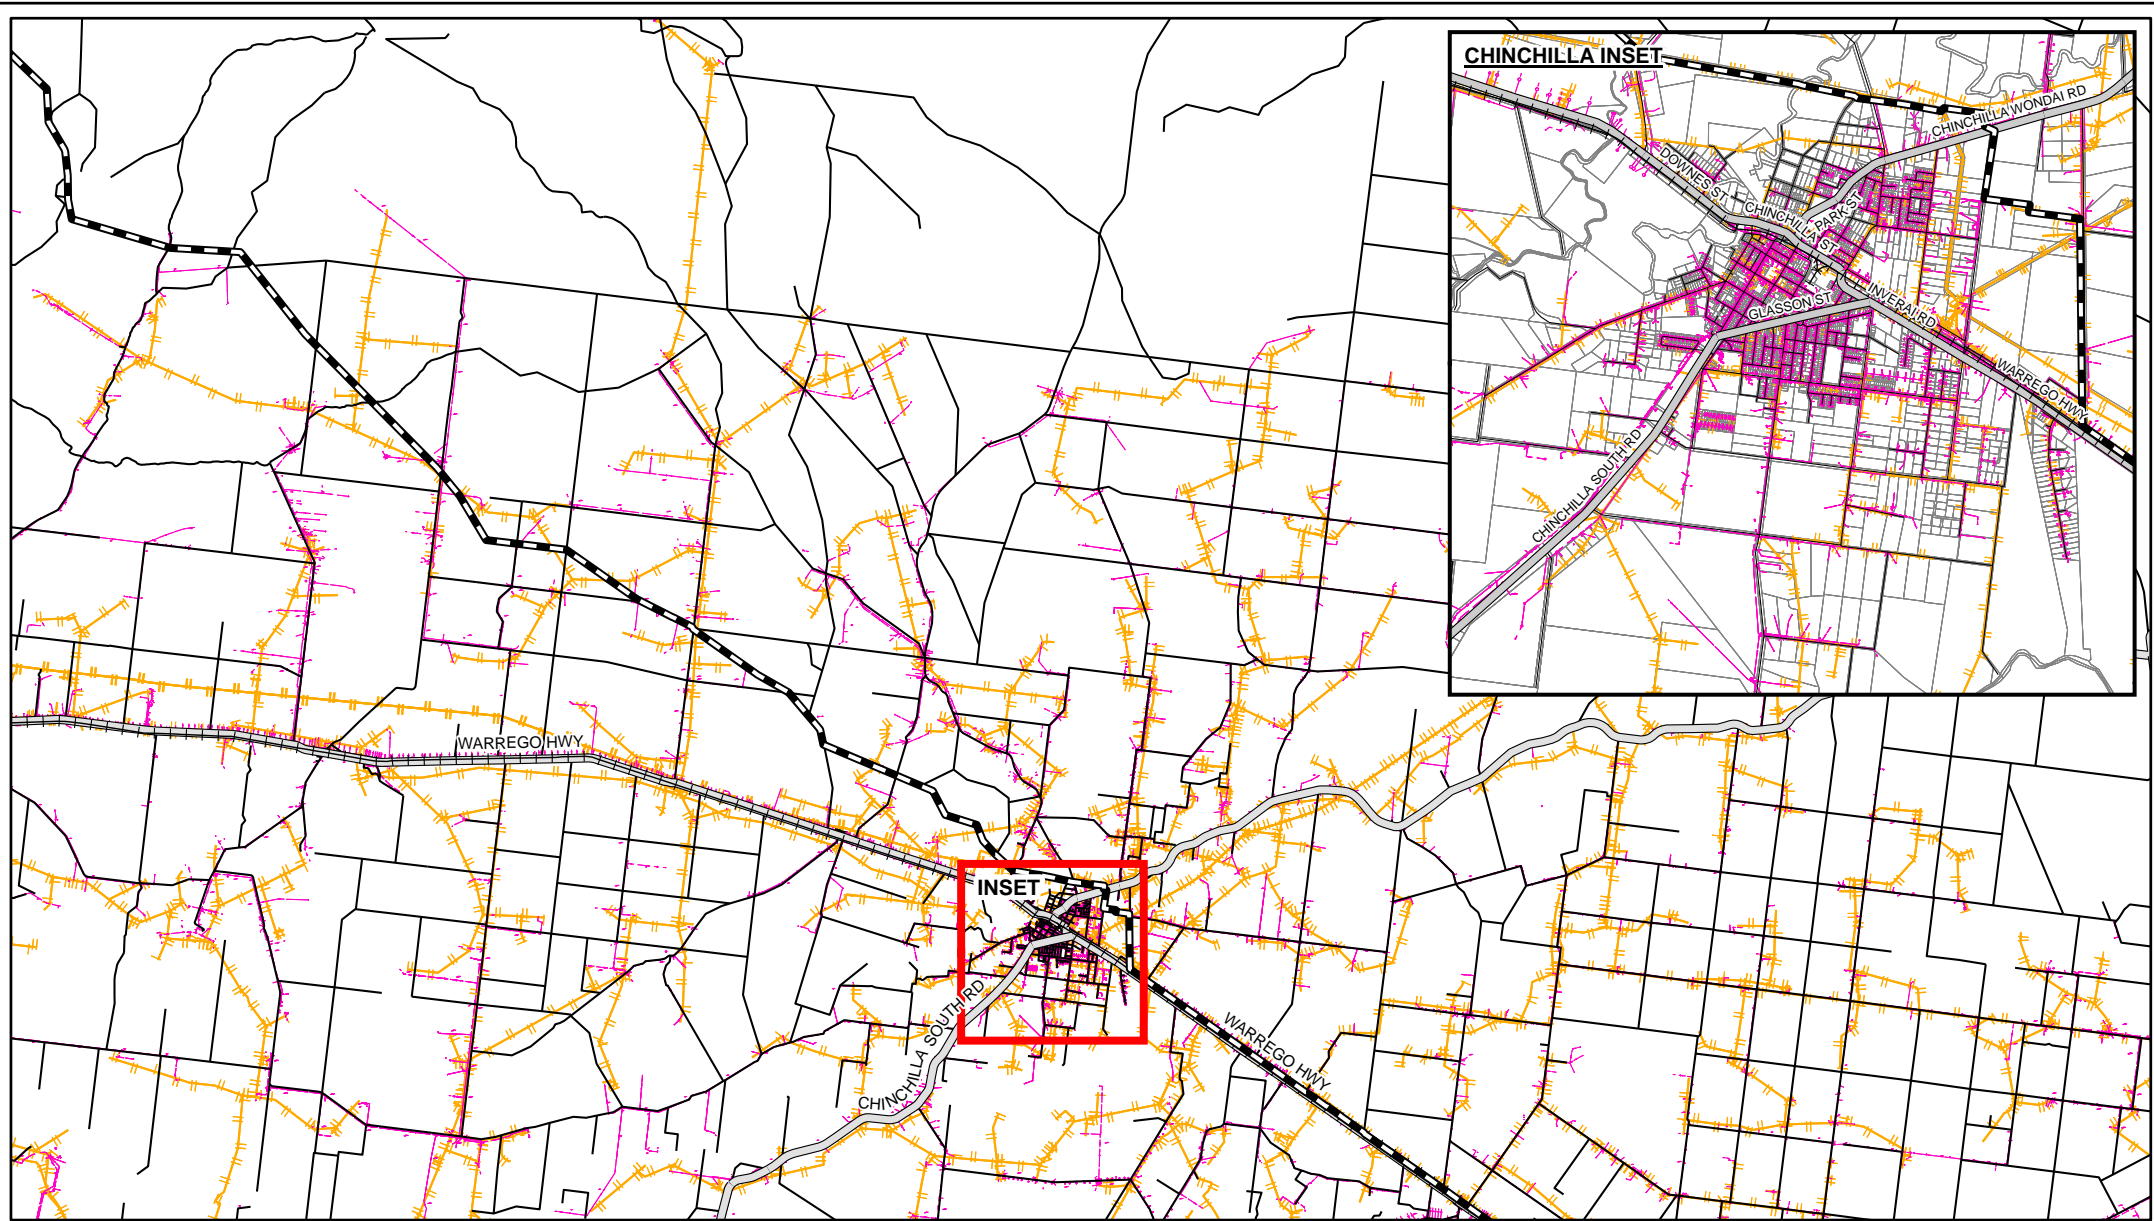 CHINCHILLA INSET
CHINCHILLA WONDAI RD
DOWNES ST
CHINCHILLA ST
PARK ST
GLASSON ST
INVERAI RD
WARREGO HWY
CHINCHILLA SOUTH RD
WARREGO HWY
INSET
CHINCHILLA SOUTH RD
WARREGO HWY